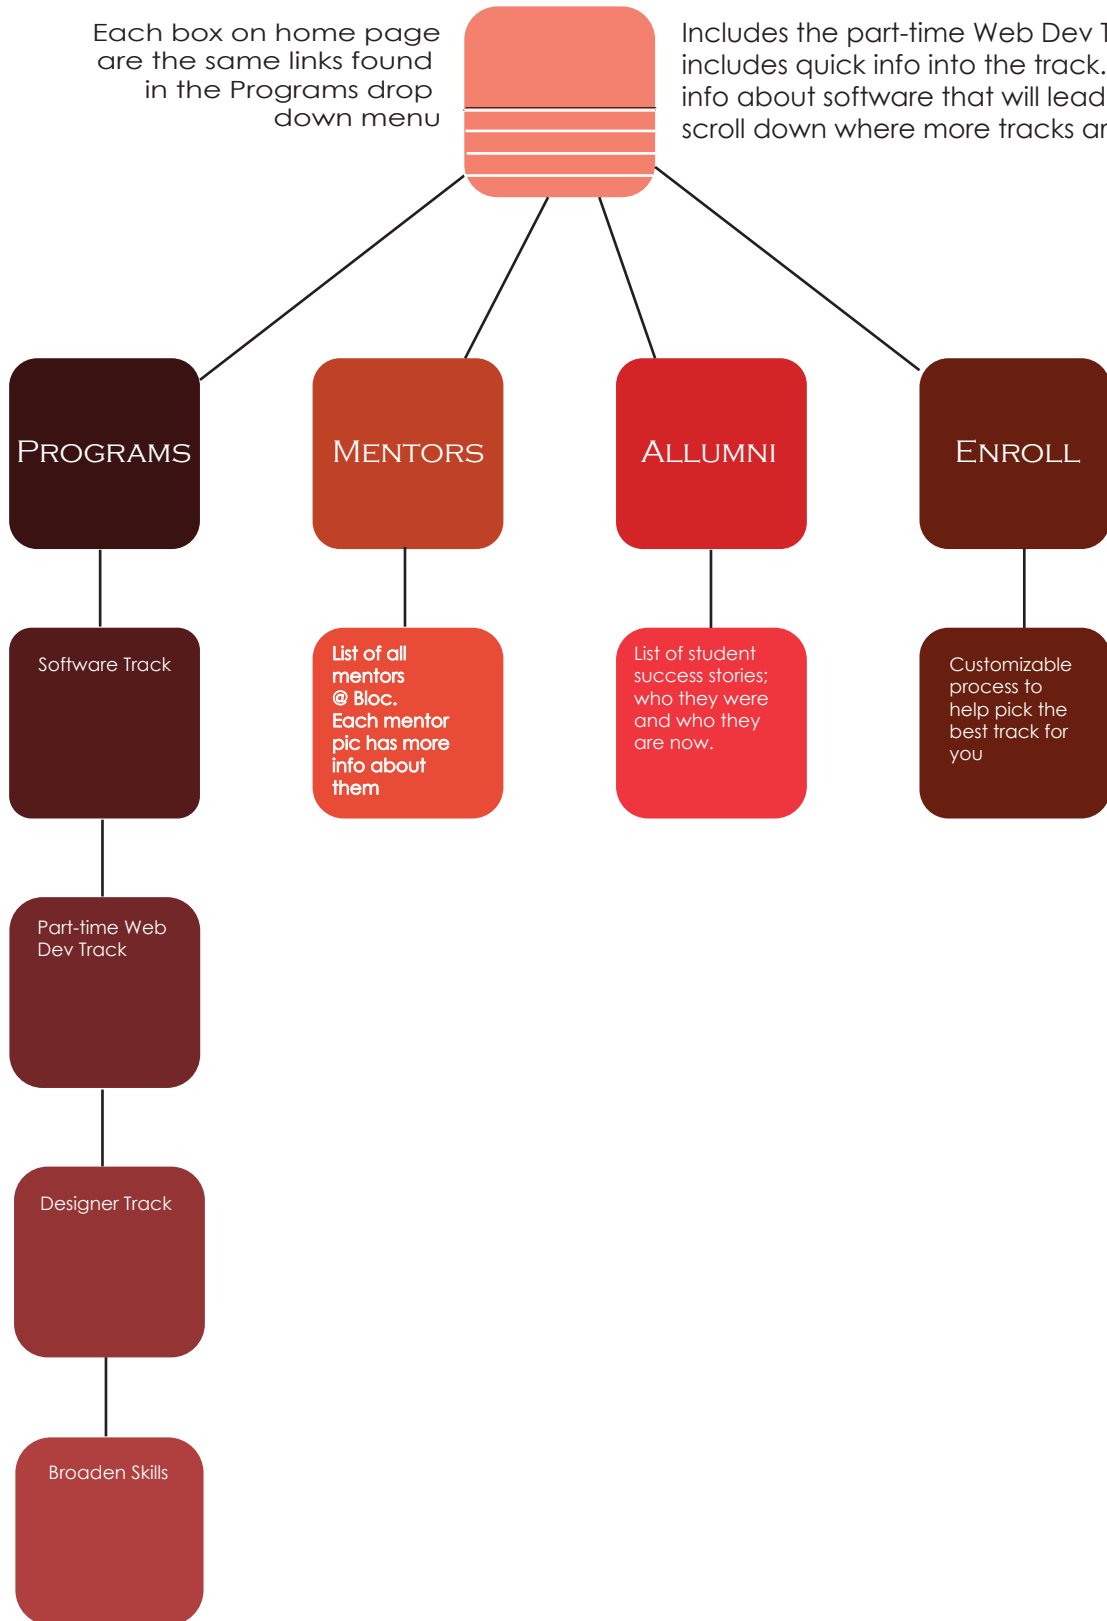 Each box on home page
are the same links found
in the Programs drop
down menu
Includes the part-time Web Dev
includes quick info into the track.
info about software that will lead
scroll down where more tracks
PROGRAMS
MENTORS
ALLUMNI
ENROLL
Software Track
List of all
mentors
@ Bloc.
Each mentor
pic has more
info about
them
List of student
success stories;
who they were
and who they
are now.
Customizable
process to
help pick the
best track for
you
Part-time Web
Dev Track
Designer Track
Broaden Skills